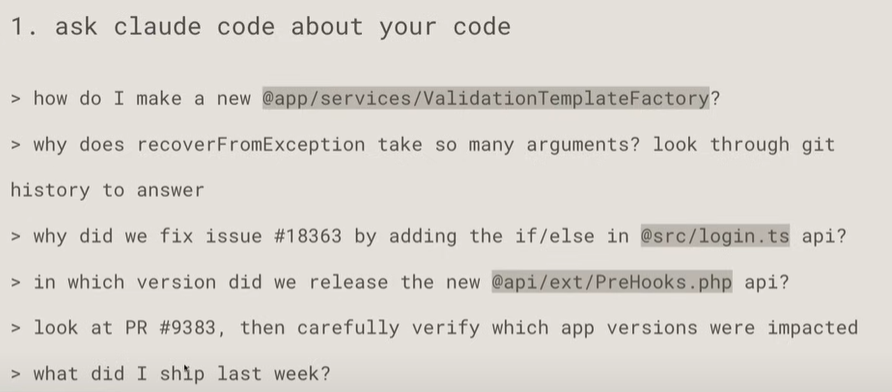 1. ask claude code about your code
> how do I make a new @app/services/ValidationTemplateFactory?
> why does recoverFromException take so many arguments? look through git
history to answer
> why did we fix issue #18363 by adding the if/else in @src/login.ts api?
> in which version did we release the new @api/ext/PreHooks.php api?
> look at PR #9383, then carefully verify which app versions were impacted
> what did I ship last week?